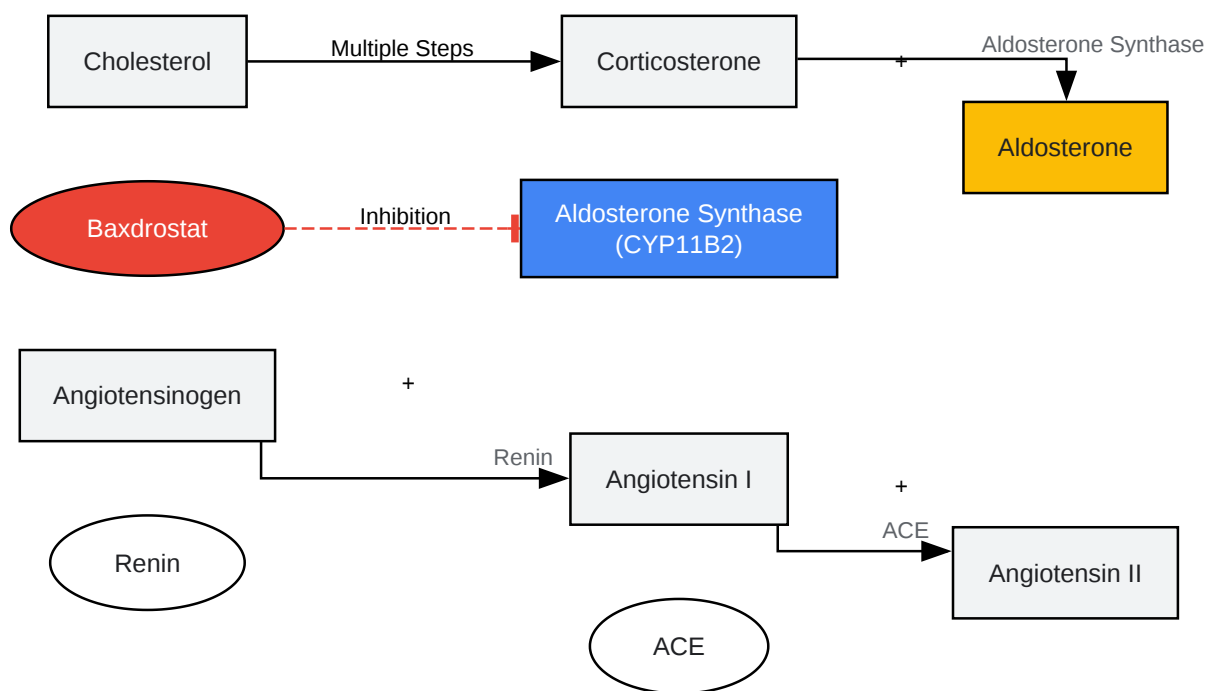 Cholesterol
Multiple Steps
Corticosterone
+
Aldosterone Synthase
Aldosterone
Baxdrostat
Inhibition
Aldosterone Synthase
(CYP11B2)
Angiotensinogen
+
Renin
Angiotensin I
+
ACE
Angiotensin II
Renin
ACE